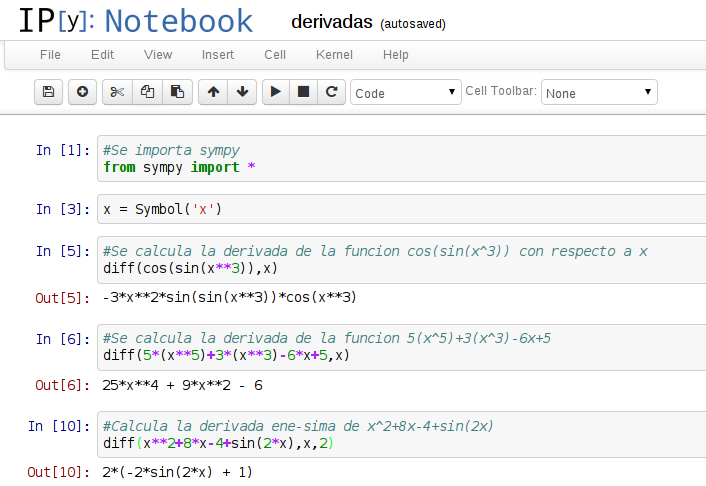 IP[y]: Notebook derivadas (autosaved)
File Edit View Insert Cell Kernel Help
Code Cell Toolbar: None
In [1]: #Se importa sympy
from sympy import *
In [3]: x = Symbol('x')
In [5]: #Se calcula la derivada de la funcion cos(sin(x^3)) con respecto a x
diff(cos(sin(x**3)),x)
Out[5]: -3*x**2*sin(sin(x**3))*cos(x**3)
In [6]: #Se calcula la derivada de la funcion 5(x^5)+3(x^3)-6x+5
diff(5*(x**5)+3*(x**3)-6*x+5,x)
Out[6]: 25*x**4 + 9*x**2 - 6
In [10]: #Calcula la derivada ene-sima de x^2+8x-4+sin(2x)
diff(x**2+8*x-4+sin(2*x),x,2)
Out[10]: 2*(-2*sin(2*x) + 1)